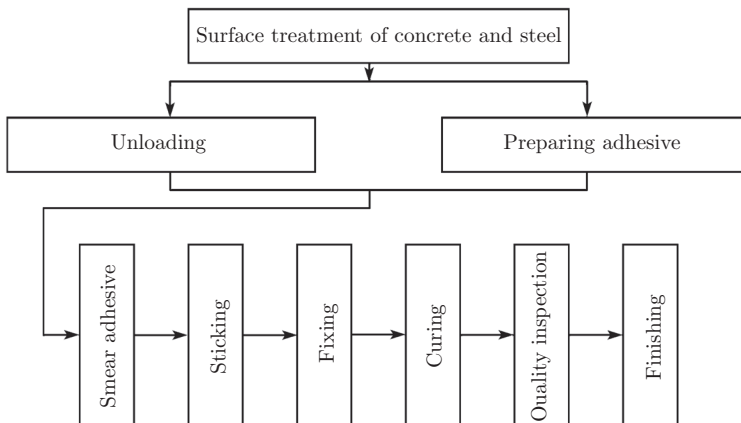 Surface treatment of concrete and steel
Unloading
Preparing adhesive
Smear adhesive
Sticking
Fixing
Curing
Quality inspection
Finishing